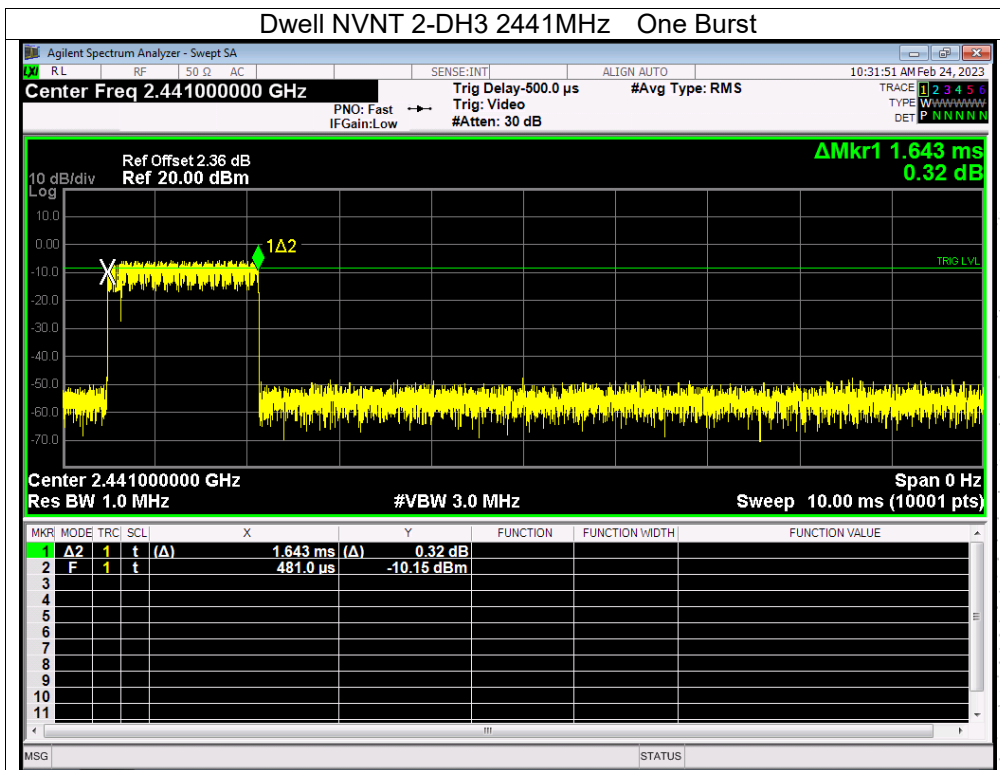 Dwell NVNT 2-DH3 2441MHz One Burst
Agilent Spectrum Analyzer - Swept SA
LXI RL RF 50 Ω AC SENSE:INT ALIGN AUTO 10:31:51 AM Feb 24, 2023
Center Freq 2.441000000 GHz Trig Delay-500.0 µs #Avg Type: RMS TRACE 1 2 3 4 5 6
PNO: Fast Trig: Video TYPE WWWWWWW
IFGain:Low #Atten: 30 dB DET P N N N N N
ΔMkr1 1.643 ms
0.32 dB
Ref Offset 2.36 dB
10 dB/div Ref 20.00 dBm
Log
10.0
0.00
1Δ2
TRIG LVL
-10.0
-20.0
-30.0
-40.0
-50.0
-60.0
-70.0
Center 2.441000000 GHz Span 0 Hz
Res BW 1.0 MHz #VBW 3.0 MHz Sweep 10.00 ms (10001 pts)
MKR MODE TRC SCL X Y FUNCTION FUNCTION WIDTH FUNCTION VALUE
1 Δ2 1 t (Δ) 1.643 ms (Δ) 0.32 dB
2 F 1 t 481.0 µs -10.15 dBm
3
4
5
6
7
8
9
10
11
MSG STATUS